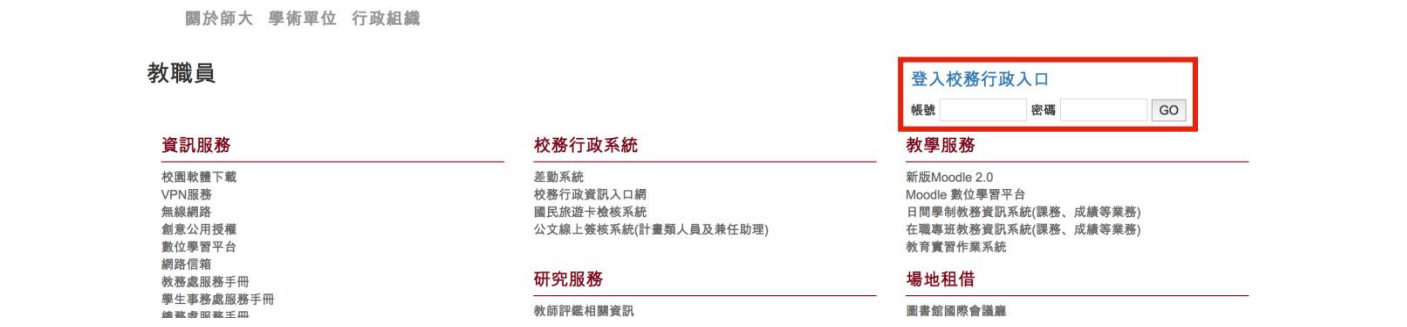 關於師大 學術單位 行政組織
教職員
登入校務行政入口
帳號 密碼 GO
資訊服務
校園軟體下載
VPN服務
無線網路
創意公用授權
數位學習平台
網路信箱
教務處服務手冊
學生事務處服務手冊
總務處服務手冊
校務行政系統
差勤系統
校務行政資訊入口網
國民旅遊卡檢核系統
公文線上簽核系統(計畫類人員及兼任助理)
研究服務
教師評鑑相關資訊
教學服務
新版Moodle 2.0
Moodle 數位學習平台
日間學制教務資訊系統(課務、成績等業務)
在職專班教務資訊系統(課務、成績等業務)
教育實習作業系統
場地租借
圖書館國際會議廳